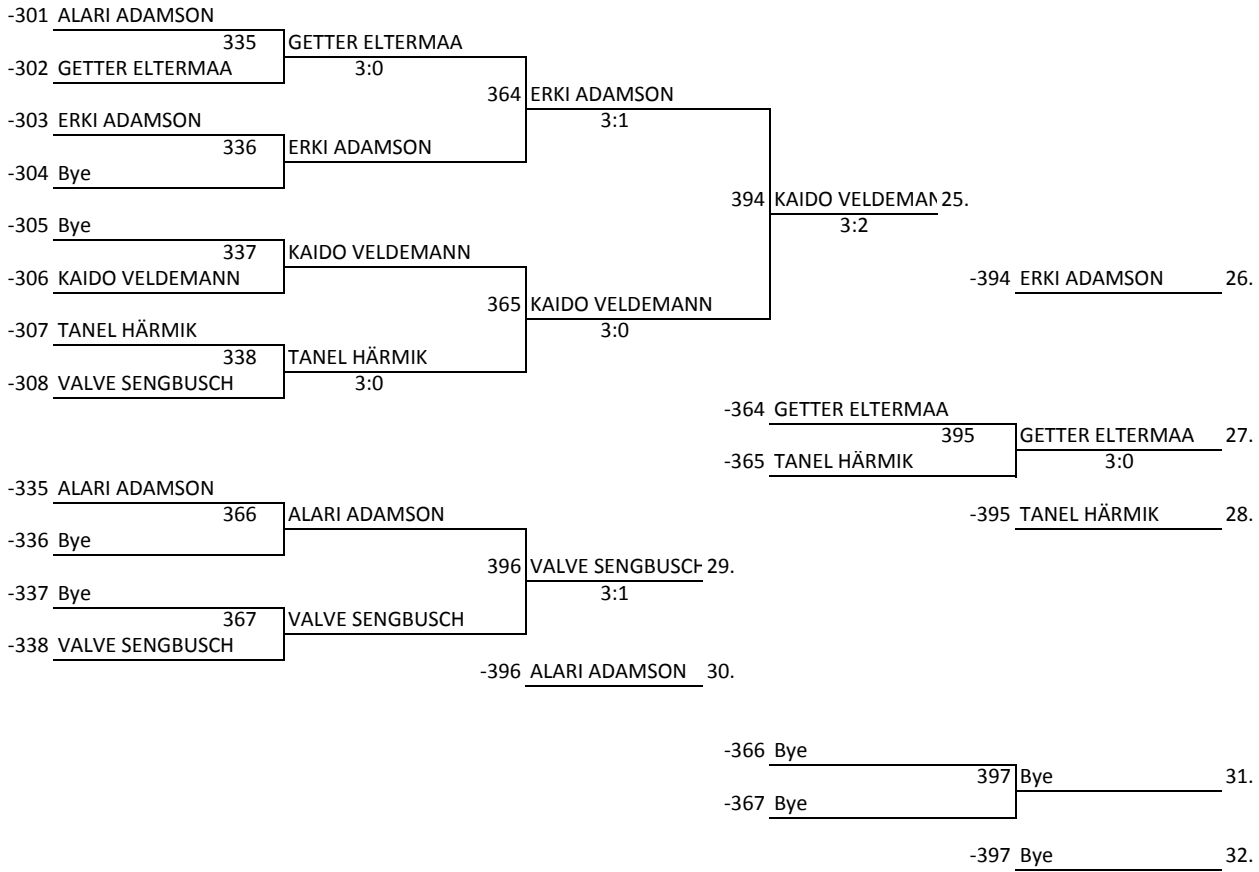 -301 ALARI ADAMSON
335 GETTER ELTERMAA
-302 GETTER ELTERMAA 3:0
364 ERKI ADAMSON
-303 ERKI ADAMSON 3:1
336 ERKI ADAMSON
-304 Bye
394 KAIDO VELDEMAN 25.
-305 Bye 3:2
337 KAIDO VELDEMANN
-306 KAIDO VELDEMANN -394 ERKI ADAMSON 26.
365 KAIDO VELDEMANN
-307 TANEL HÄRMIK 3:0
338 TANEL HÄRMIK
-308 VALVE SENGBUSCH 3:0
-364 GETTER ELTERMAA
395 GETTER ELTERMAA 27.
-365 TANEL HÄRMIK 3:0
-335 ALARI ADAMSON
366 ALARI ADAMSON -395 TANEL HÄRMIK 28.
-336 Bye
396 VALVE SENGBUSCH 29.
-337 Bye 3:1
367 VALVE SENGBUSCH
-338 VALVE SENGBUSCH
-396 ALARI ADAMSON 30.
-366 Bye
397 Bye 31.
-367 Bye
-397 Bye 32.